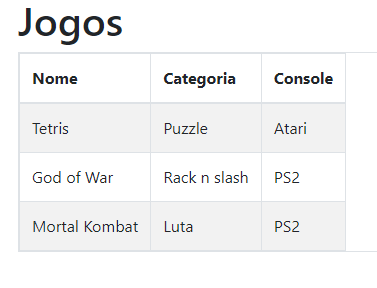 Jogos
Nome Categoria Console
Tetris Puzzle Atari
God of War Rack n slash PS2
Mortal Kombat Luta PS2